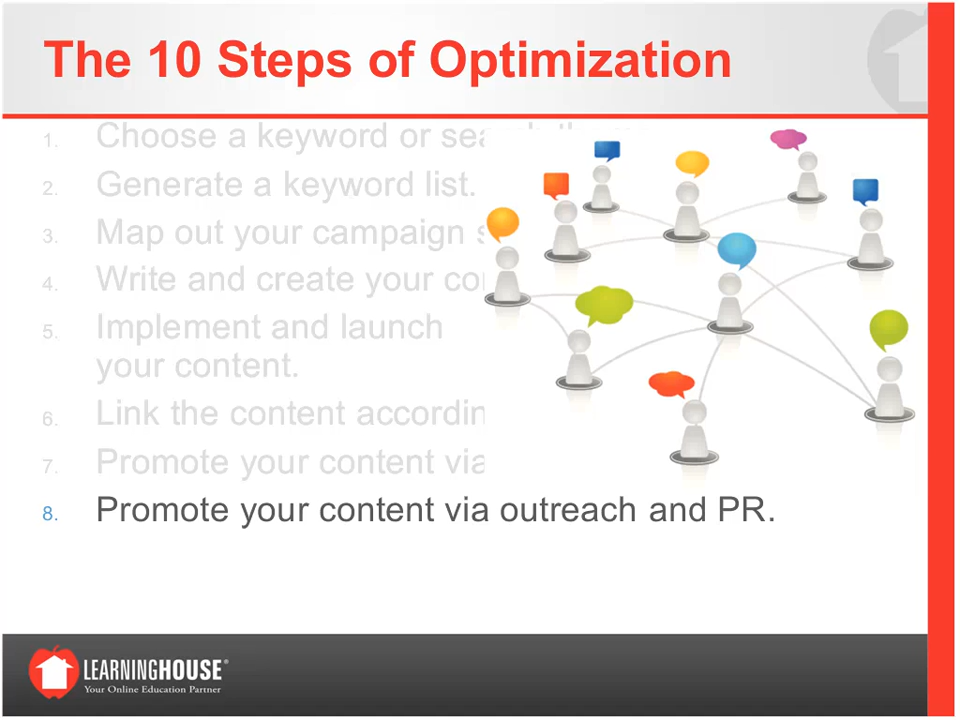 The 10 Steps of Optimization
1. Choose a keyword or
2. Generate a keyword list.
3. Map out your campaign
4. Write and create your
5. Implement and launch
your content.
6. Link the content
7. Promote your content via
8. Promote your content via outreach and PR.
LEARNINGHOUSE®
Your Online Education Partner